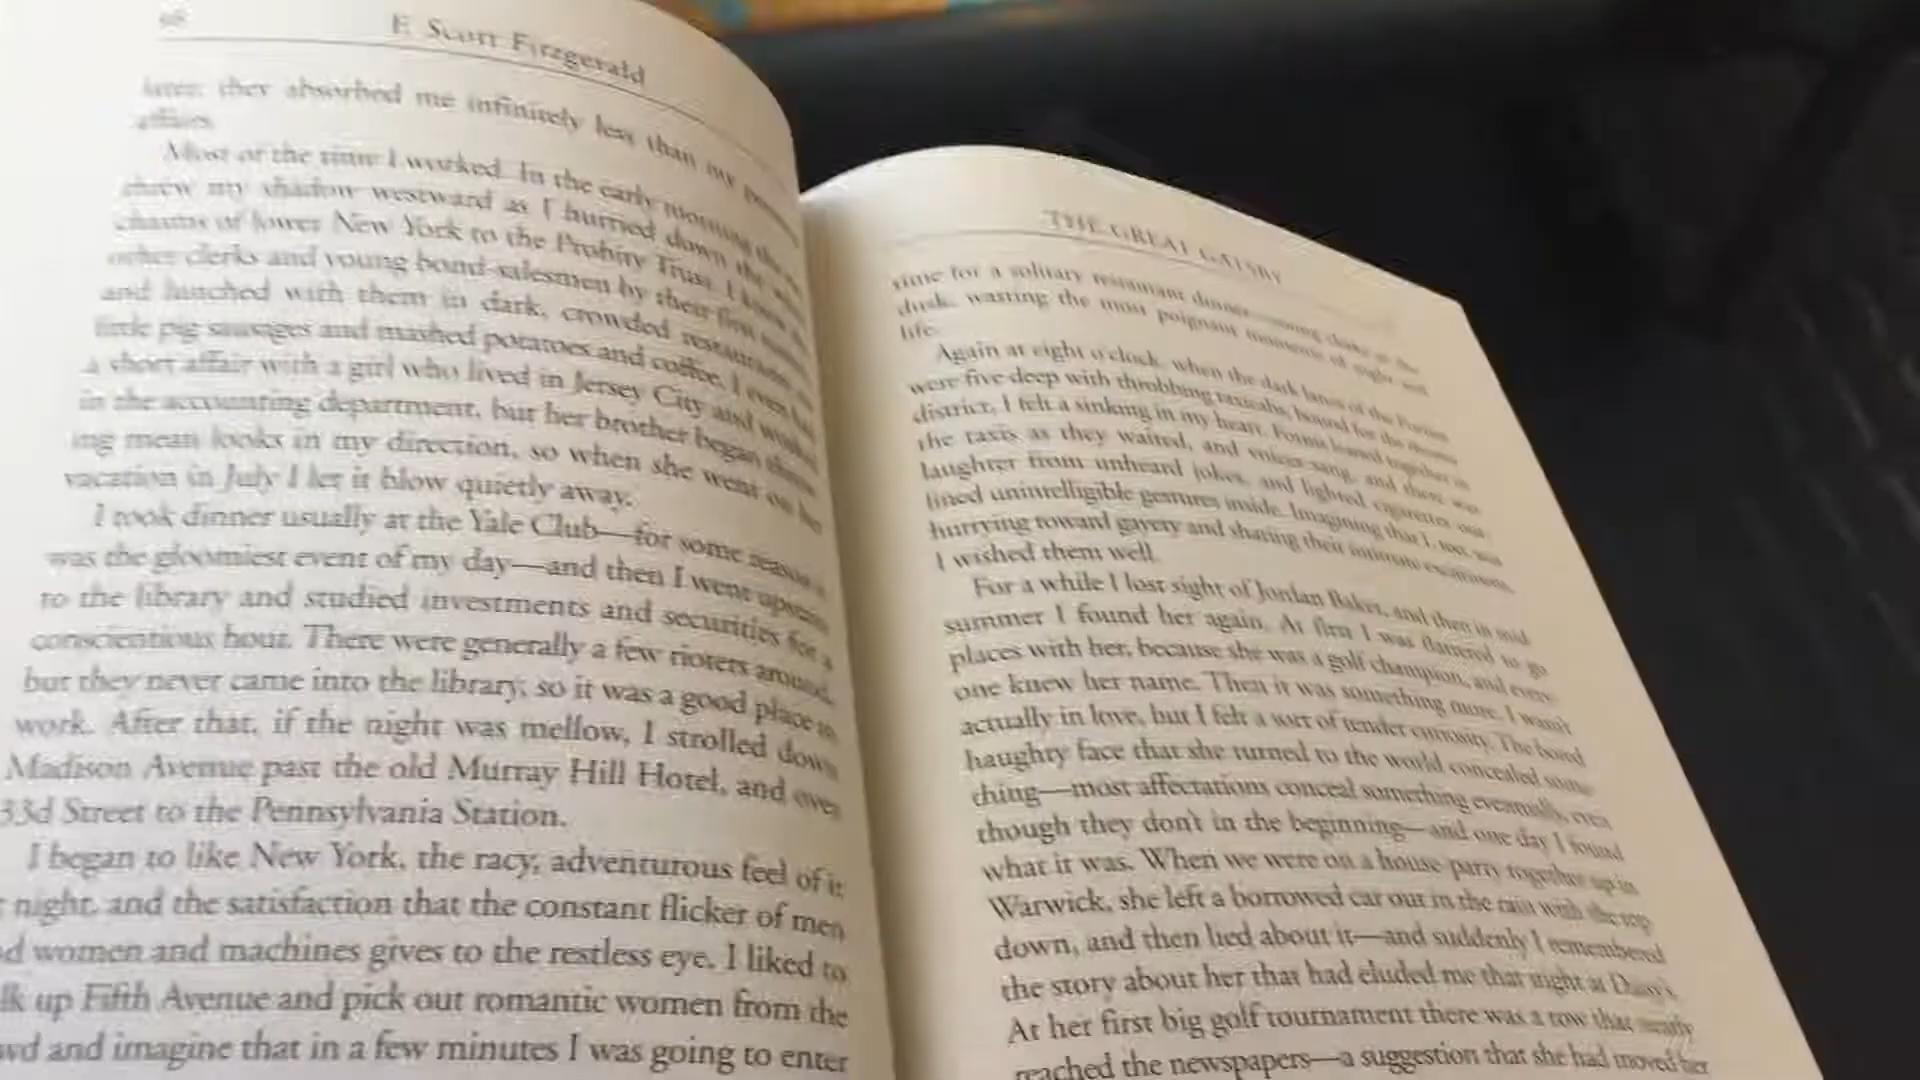 F. Scott Fitzgerald
later, they absorbed me infinitely less than my
affairs.
Most of the time I worked. In the early morning the
threw my shadow westward as I hurried down the
chasms of lower New York to the Probity Trust. I knew the
other clerks and young bond-salesmen by their first
and lunched with them in dark, crowded restaurants
little pig sausages and mashed potatoes and coffee. I even had
a short affair with a girl who lived in Jersey City and worked
in the accounting department, but her brother began throw-
ing mean looks in my direction, so when she went on her
vacation in July I let it blow quietly away.
I took dinner usually at the Yale Club—for some reason it
was the gloomiest event of my day—and then I went upstairs
to the library and studied investments and securities for a
conscientious hour. There were generally a few rioters around,
but they never came into the library, so it was a good place to
work. After that, if the night was mellow, I strolled down
Madison Avenue past the old Murray Hill Hotel, and over
33d Street to the Pennsylvania Station.
I began to like New York, the racy, adventurous feel of it
night, and the satisfaction that the constant flicker of men
d women and machines gives to the restless eye. I liked to
lk up Fifth Avenue and pick out romantic women from the
wd and imagine that in a few minutes I was going to enter
THE GREAT GATSBY
time for a solitary restaurant dinner—young clerks in the
dusk, wasting the most poignant moments of night and
life.
Again at eight o'clock, when the dark lanes of the Forties
were five deep with throbbing taxicabs, bound for the theatre
district, I felt a sinking in my heart. Forms leaned together in
the taxis as they waited, and voices sang, and there was
laughter from unheard jokes, and lighted cigarettes out-
lined unintelligible gestures inside. Imagining that I, too, was
hurrying toward gayety and sharing their intimate excitement,
I wished them well.
For a while I lost sight of Jordan Baker, and then in mid-
summer I found her again. At first I was flattered to go
places with her, because she was a golf champion, and every-
one knew her name. Then it was something more. I wasn't
actually in love, but I felt a sort of tender curiosity. The bored
haughty face that she turned to the world concealed some-
thing—most affectations conceal something eventually, even
though they don't in the beginning—and one day I found
what it was. When we were on a house-party together up in
Warwick, she left a borrowed car out in the rain with the top
down, and then lied about it—and suddenly I remembered
the story about her that had eluded me that night at Daisy's.
At her first big golf tournament there was a row that nearly
reached the newspapers—a suggestion that she had moved her